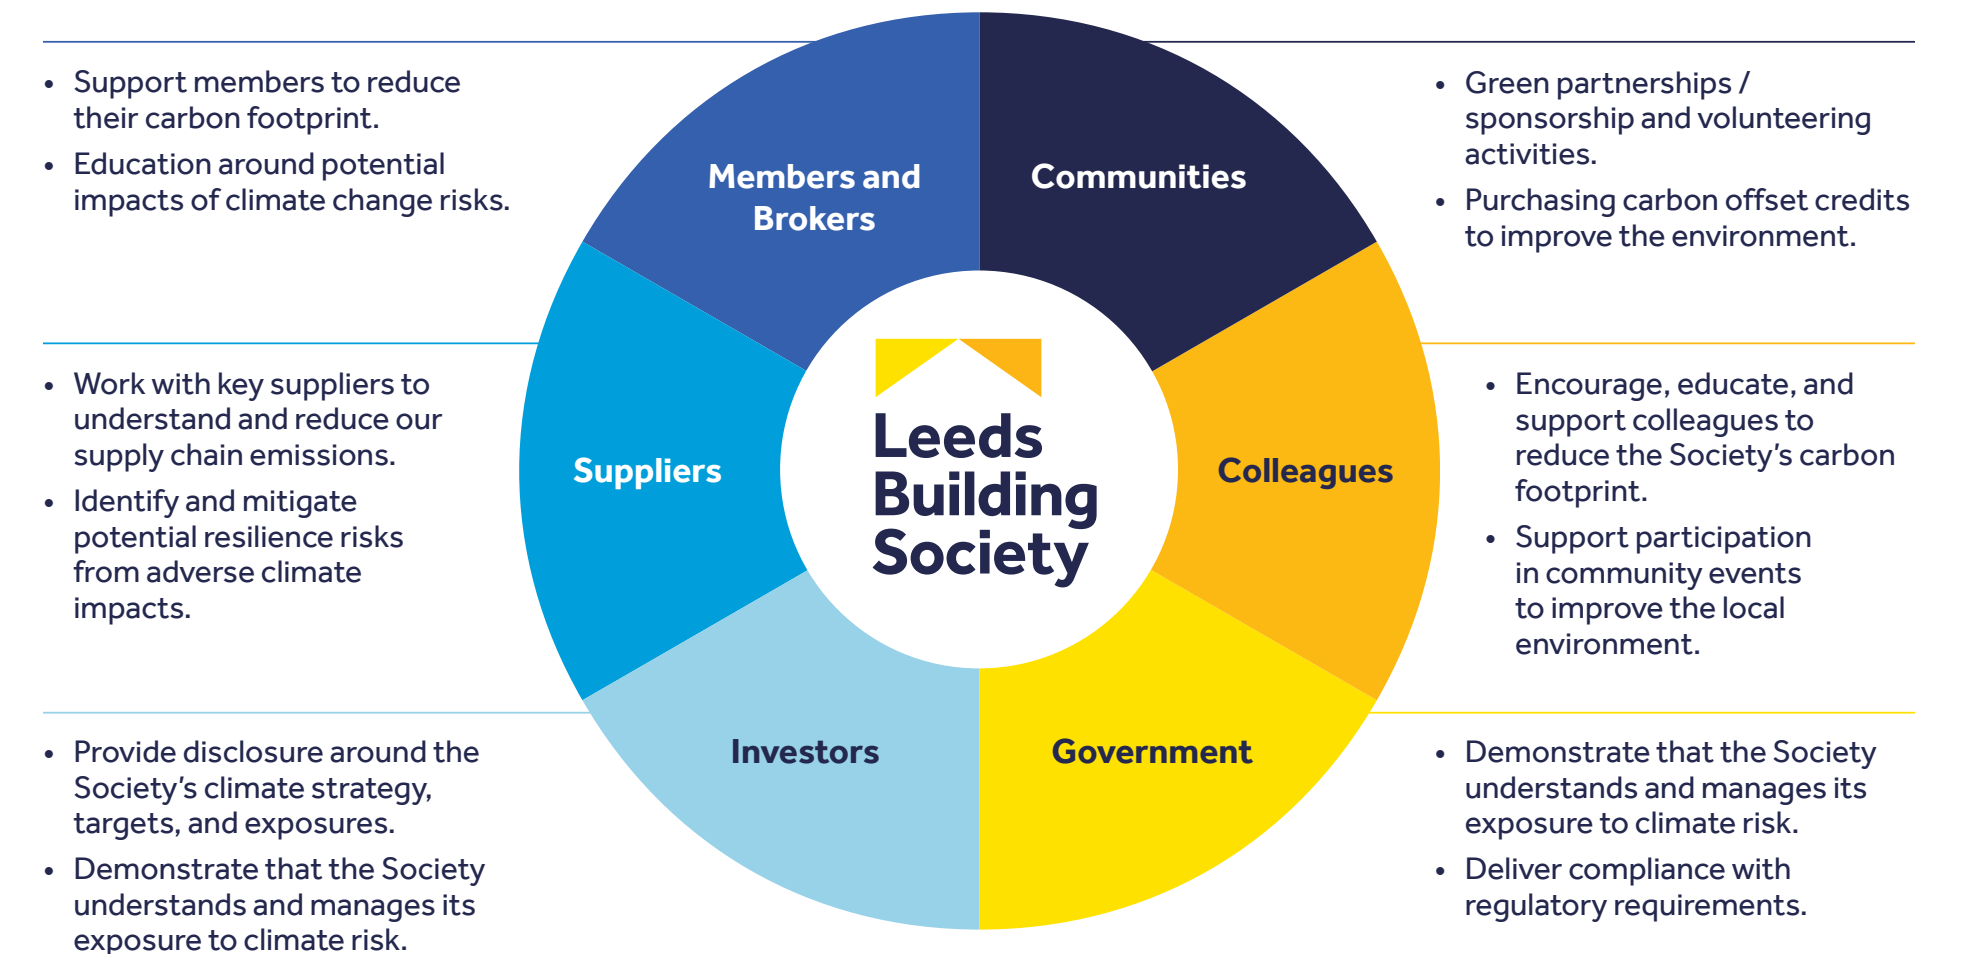 • Support members to reduce
their carbon footprint.
• Education around potential
impacts of climate change risks.
Members and
Brokers
Communities
• Green partnerships /
sponsorship and volunteering
activities.
• Purchasing carbon offset credits
to improve the environment.
• Work with key suppliers to
understand and reduce our
supply chain emissions.
• Identify and mitigate
potential resilience risks
from adverse climate
impacts.
Suppliers
Leeds
Building
Society
Colleagues
• Encourage, educate, and
support colleagues to
reduce the Society’s carbon
footprint.
• Support participation
in community events
to improve the local
environment.
• Provide disclosure around the
Society’s climate strategy,
targets, and exposures.
• Demonstrate that the Society
understands and manages its
exposure to climate risk.
Investors
Government
• Demonstrate that the Society
understands and manages its
exposure to climate risk.
• Deliver compliance with
regulatory requirements.